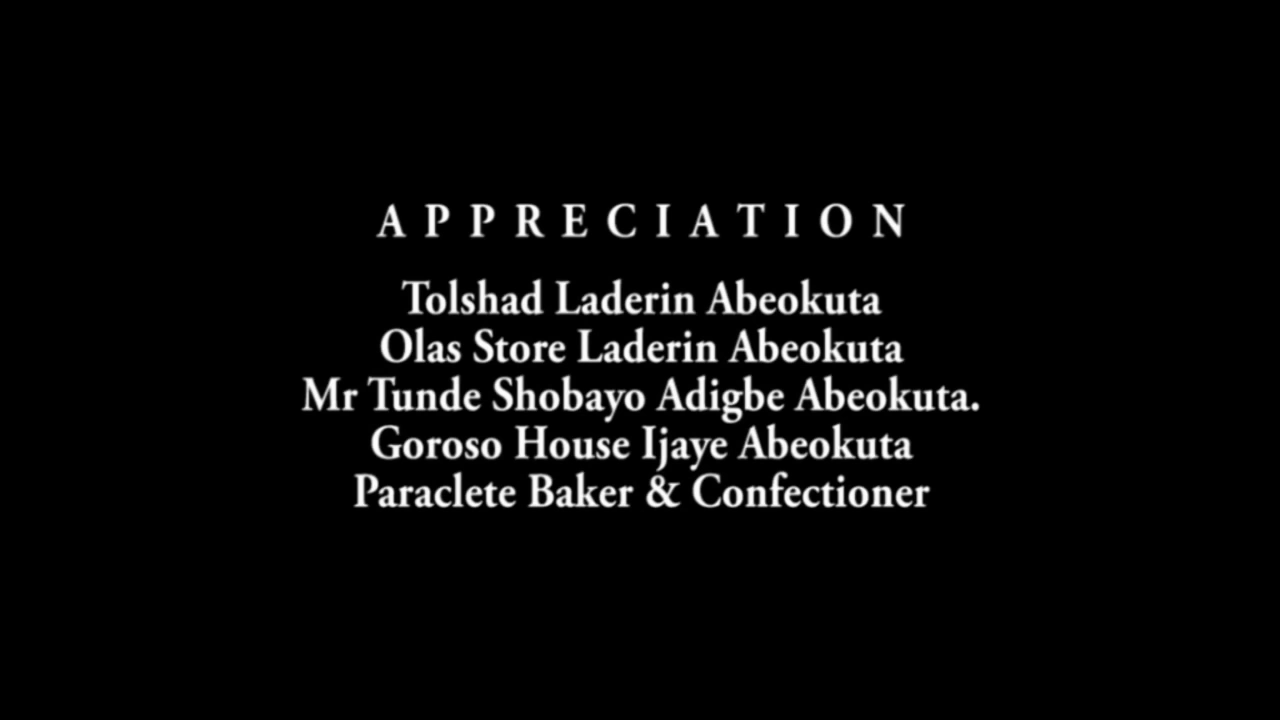 APPRECIATION
Tolshad Laderin Abeokuta
Olas Store Laderin Abeokuta
Mr Tunde Shobayo Adigbe Abeokuta.
Goroso House Ijaye Abeokuta
Paraclete Baker & Confectioner